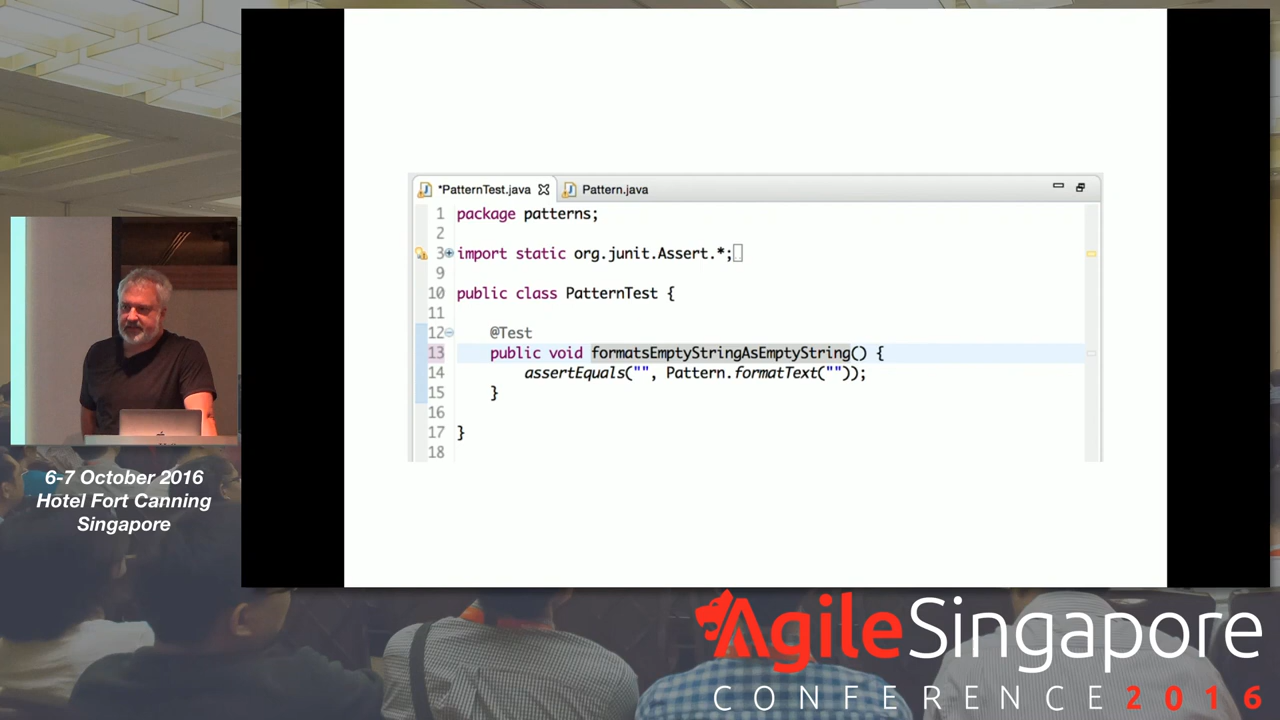 *PatternTest.java
Pattern.java
1 package patterns;
2
3 import static org.junit.Assert.*;
9
10 public class PatternTest {
11
12 @Test
13 public void formatsEmptyStringAsEmptyString() {
14 assertEquals("", Pattern.formatText(""));
15 }
16
17 }
18
6-7 October 2016
Hotel Fort Canning
Singapore
AgileSingapore
CONFERENCE 2016